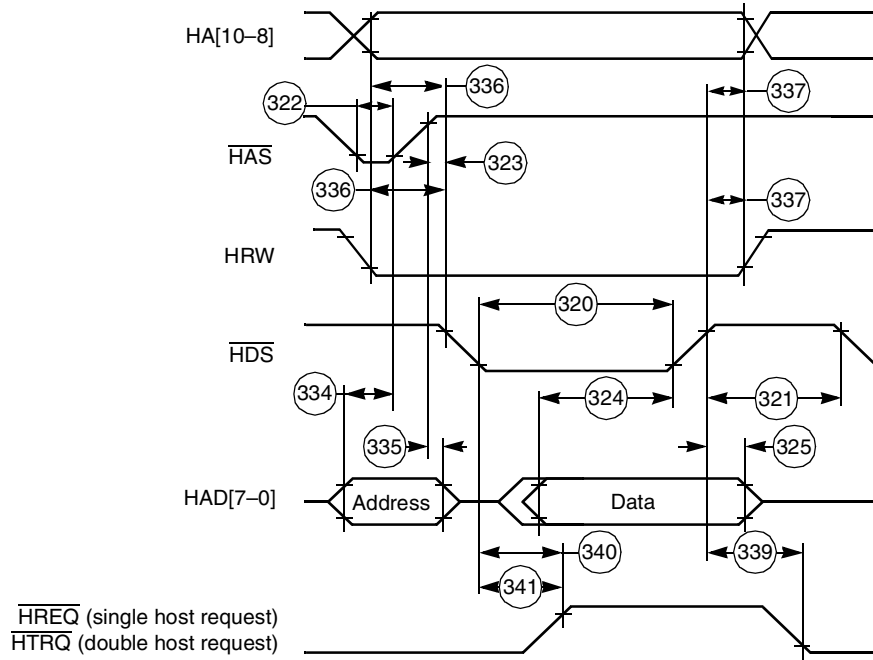 HA[10–8]
336
337
322
HAS
323
336
337
HRW
320
HDS
334
324
321
335
325
HAD[7–0]
Address
Data
340
339
341
HREQ (single host request)
HTRQ (double host request)